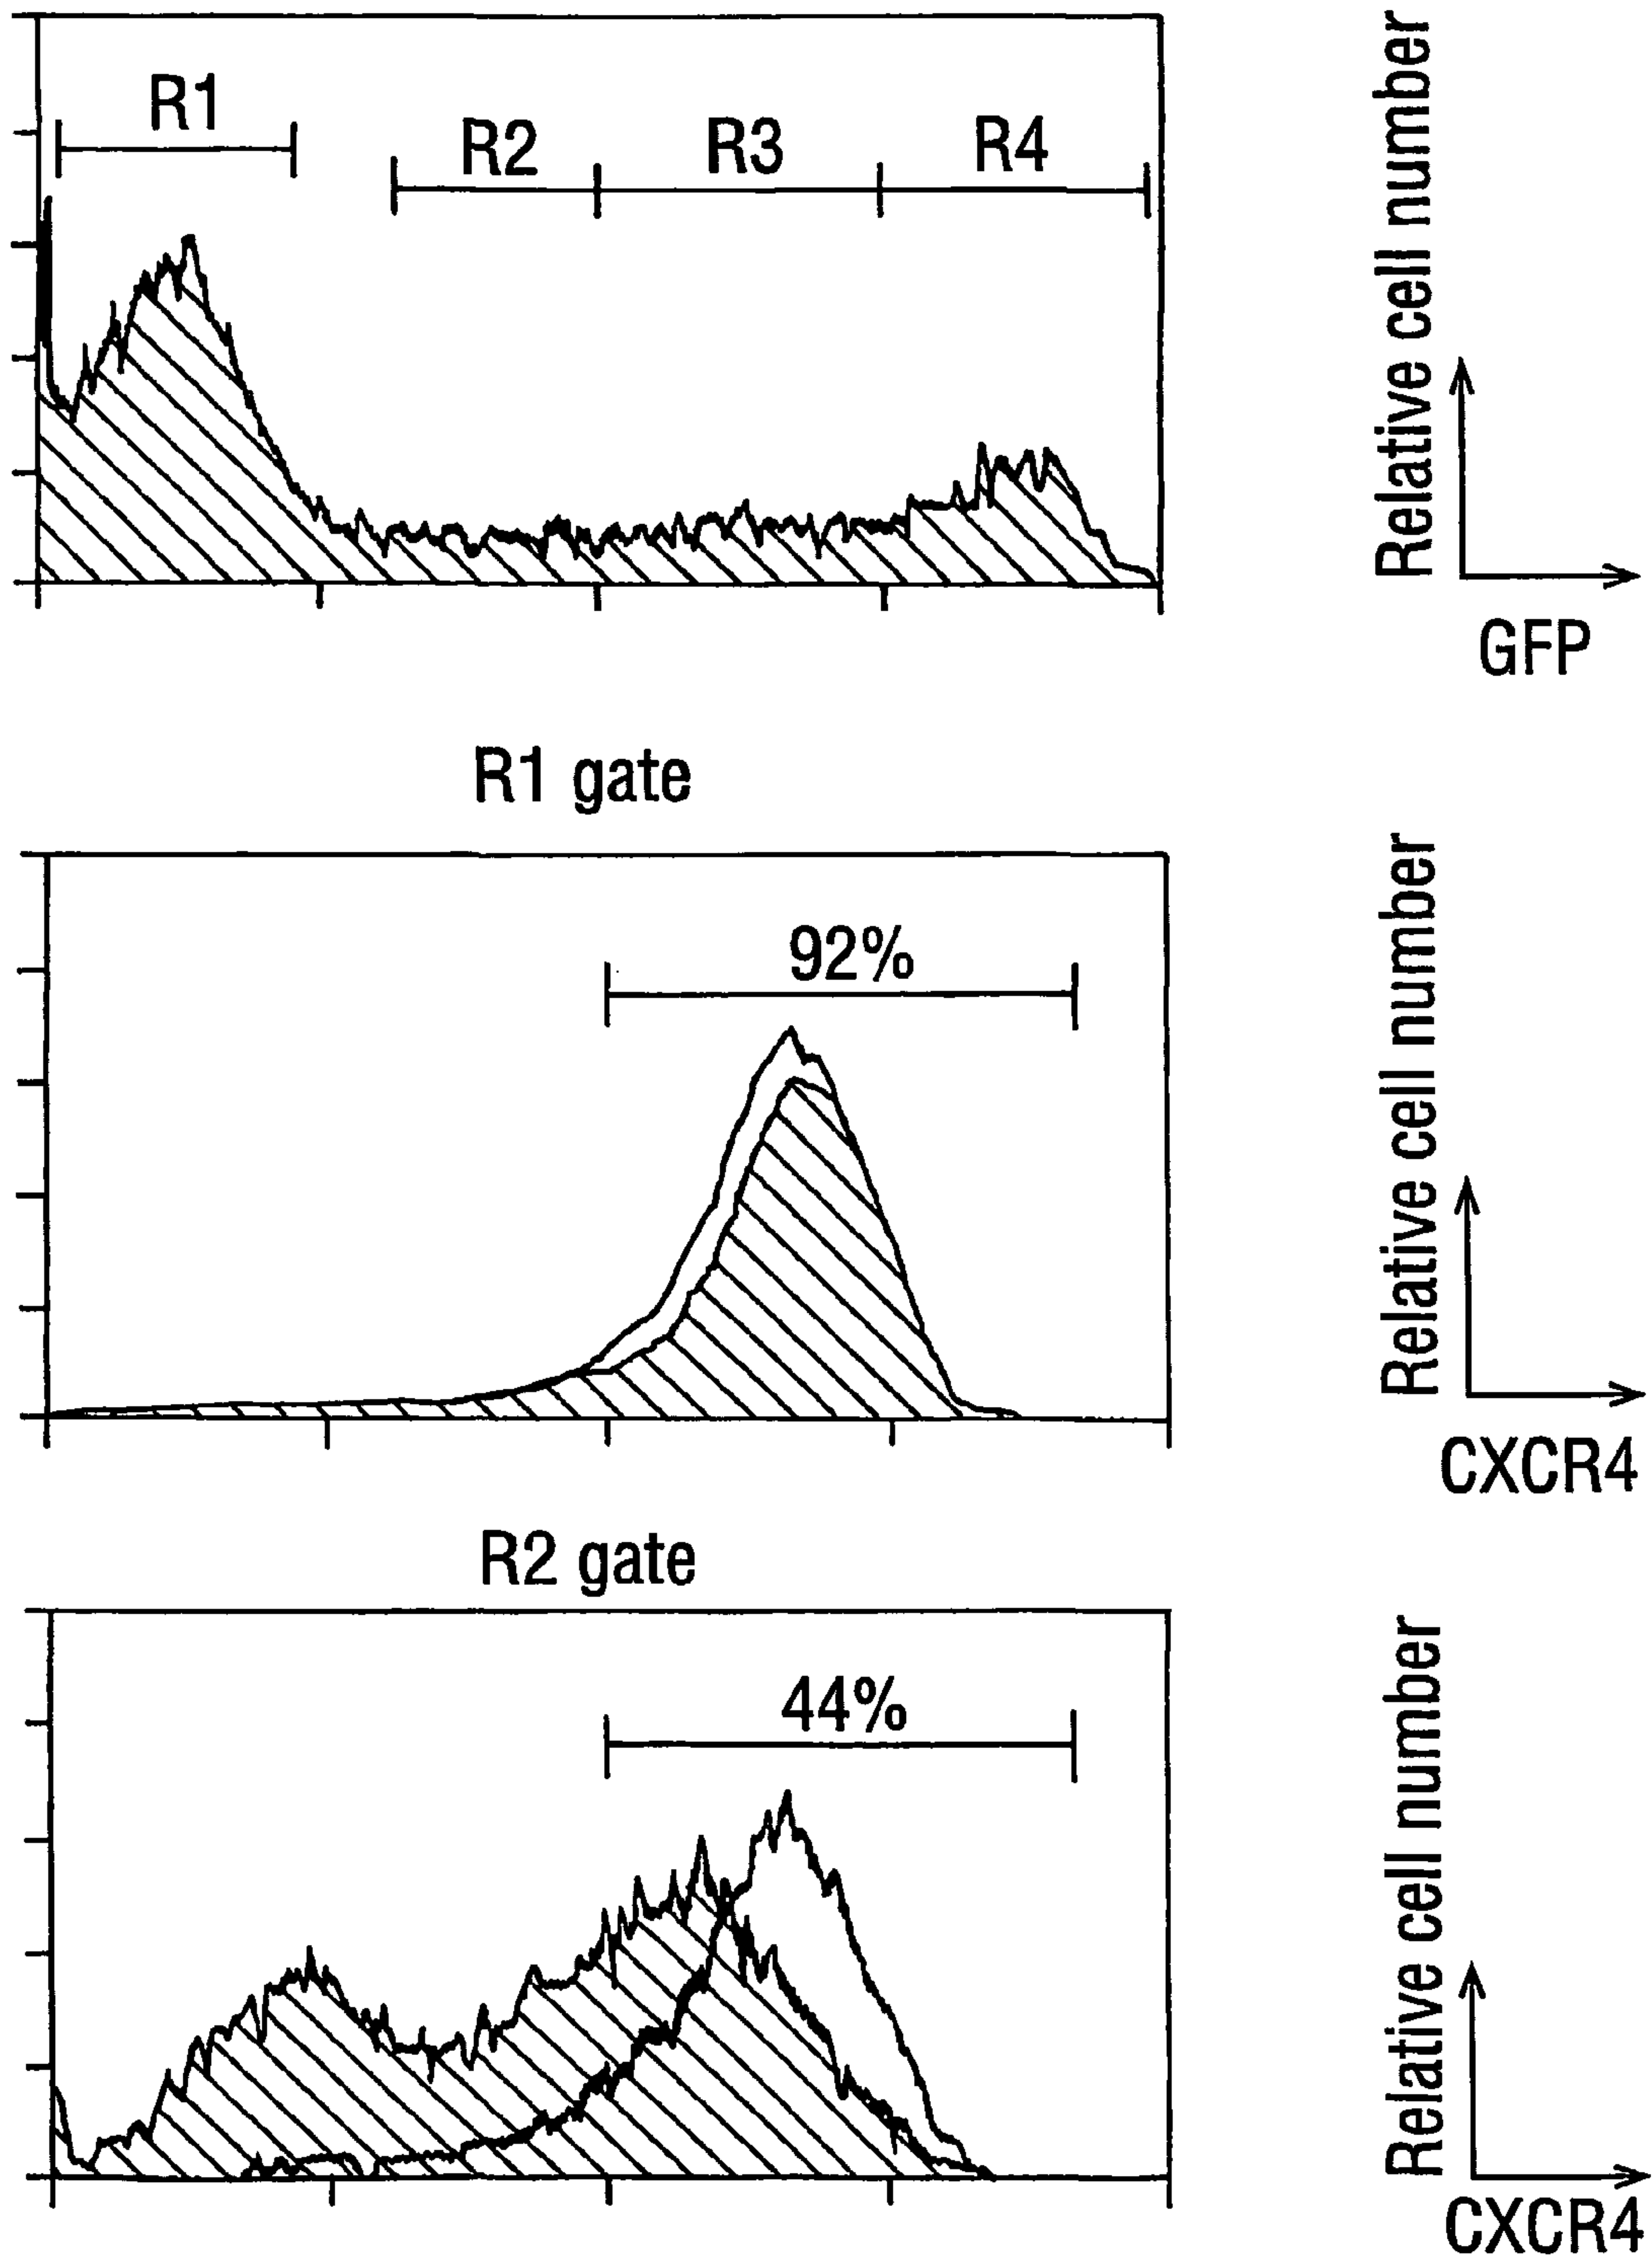 R1
R2
R3
R4
Relative cell number
GFP
R1 gate
92%
Relative cell number
CXCR4
R2 gate
44%
Relative cell number
CXCR4